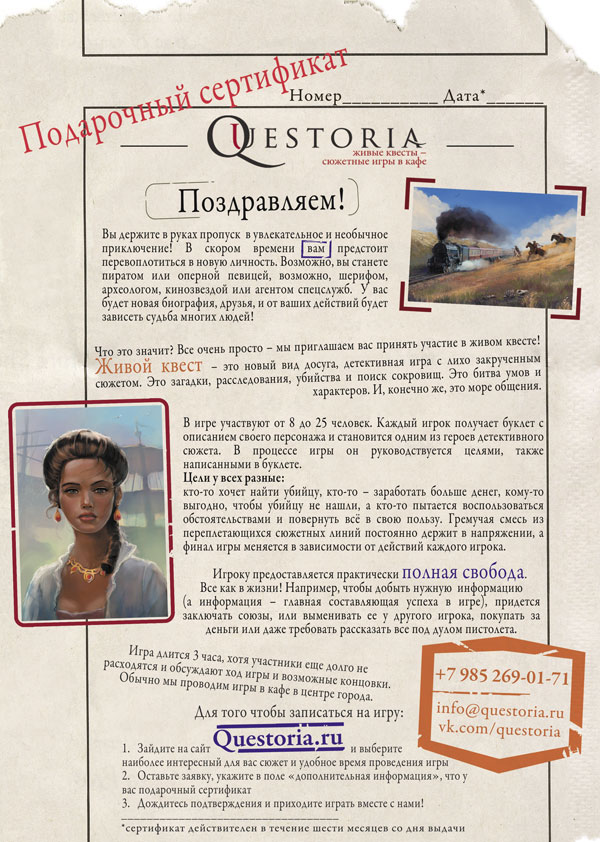 Подарочный сертификат
Номер__________ Дата*______
QUESTORIA
живые квесты –
сюжетные игры в кафе
Поздравляем!
Вы держите в руках пропуск в увлекательное и необычное
приключение! В скором времени вам предстоит
перевоплотиться в новую личность. Возможно, вы станете
пиратом или оперной певицей, возможно, шерифом,
археологом, кинозвездой или агентом спецслужб. У вас
будет новая биография, друзья, и от ваших действий будет
зависеть судьба многих людей!
Что это значит? Все очень просто – мы приглашаем вас принять участие в живом квесте!
Живой квест – это новый вид досуга, детективная игра с лихо закрученным
сюжетом. Это загадки, расследования, убийства и поиск сокровищ. Это битва умов и
характеров. И, конечно же, это море общения.
В игре участвуют от 8 до 25 человек. Каждый игрок получает буклет с
описанием своего персонажа и становится одним из героев детективного
сюжета. В процессе игры он руководствуется целями, также
написанными в буклете.
Цели у всех разные:
кто-то хочет найти убийцу, кто-то – заработать больше денег, кому-то
выгодно, чтобы убийцу не нашли, а кто-то пытается воспользоваться
обстоятельствами и повернуть всё в свою пользу. Гремучая смесь из
переплетающихся сюжетных линий постоянно держит в напряжении, а
финал игры меняется в зависимости от действий каждого игрока.
Игроку предоставляется практически полная свобода.
Все как в жизни! Например, чтобы добыть нужную информацию
(а информация – главная составляющая успеха в игре), придется
заключать союзы, или выменивать ее у другого игрока, покупать за
деньги или даже требовать рассказать все под дулом пистолета.
Игра длится 3 часа, хотя участники еще долго не
расходятся и обсуждают ход игры и возможные концовки.
Обычно мы проводим игры в кафе в центре города.
+7 985 269-01-71
info@questoria.ru
vk.com/questoria
Для того чтобы записаться на игру:
1. Зайдите на сайт Questoria.ru и выберите
наиболее интересный для вас сюжет и удобное время проведения игры
2. Оставьте заявку, укажите в поле «дополнительная информация», что у
вас подарочный сертификат
3. Дождитесь подтверждения и приходите играть вместе с нами!
*сертификат действителен в течение шести месяцев со дня выдачи